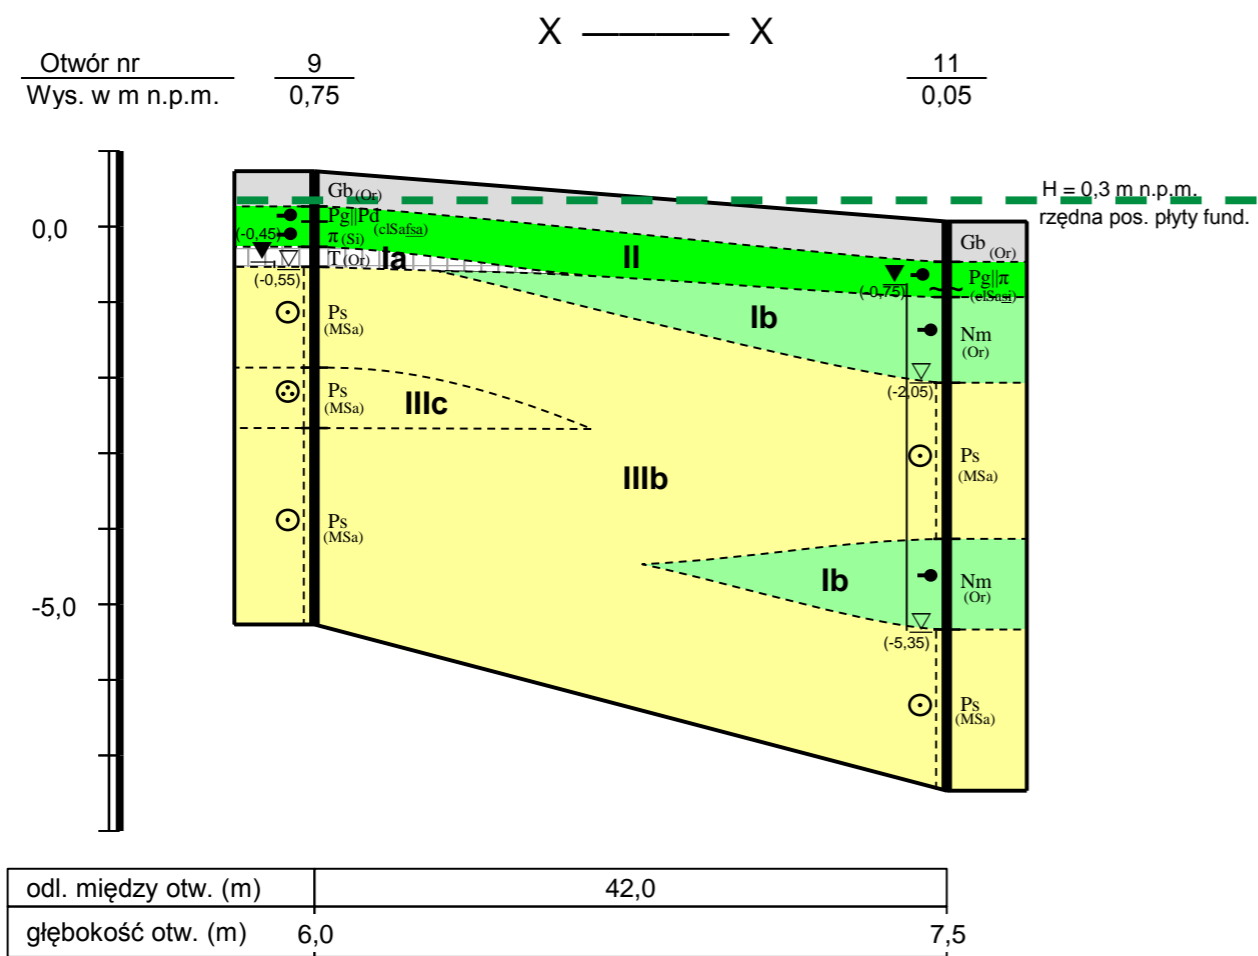 X ———— X
Otwór nr 9 11
Wys. w m n.p.m. 0,75 0,05
H = 0,3 m n.p.m.
rzędna pos. płyty fund.
0,0
-5,0
Gb (Or)
Pg||Pd (clSafsa)
π (Si)
(-0,45)
T (Or)
Ia
(-0,55)
Ps
(MSa)
Ps
(MSa)
IIIc
Ps
(MSa)
II
Ib
IIIb
Ib
Gb
(Or)
Pg||π
(clSasi)
(-0,75)
Nm
(Or)
(-2,05)
Ps
(MSa)
Nm
(Or)
(-5,35)
Ps
(MSa)
odl. między otw. (m) 42,0
głębokość otw. (m) 6,0 7,5